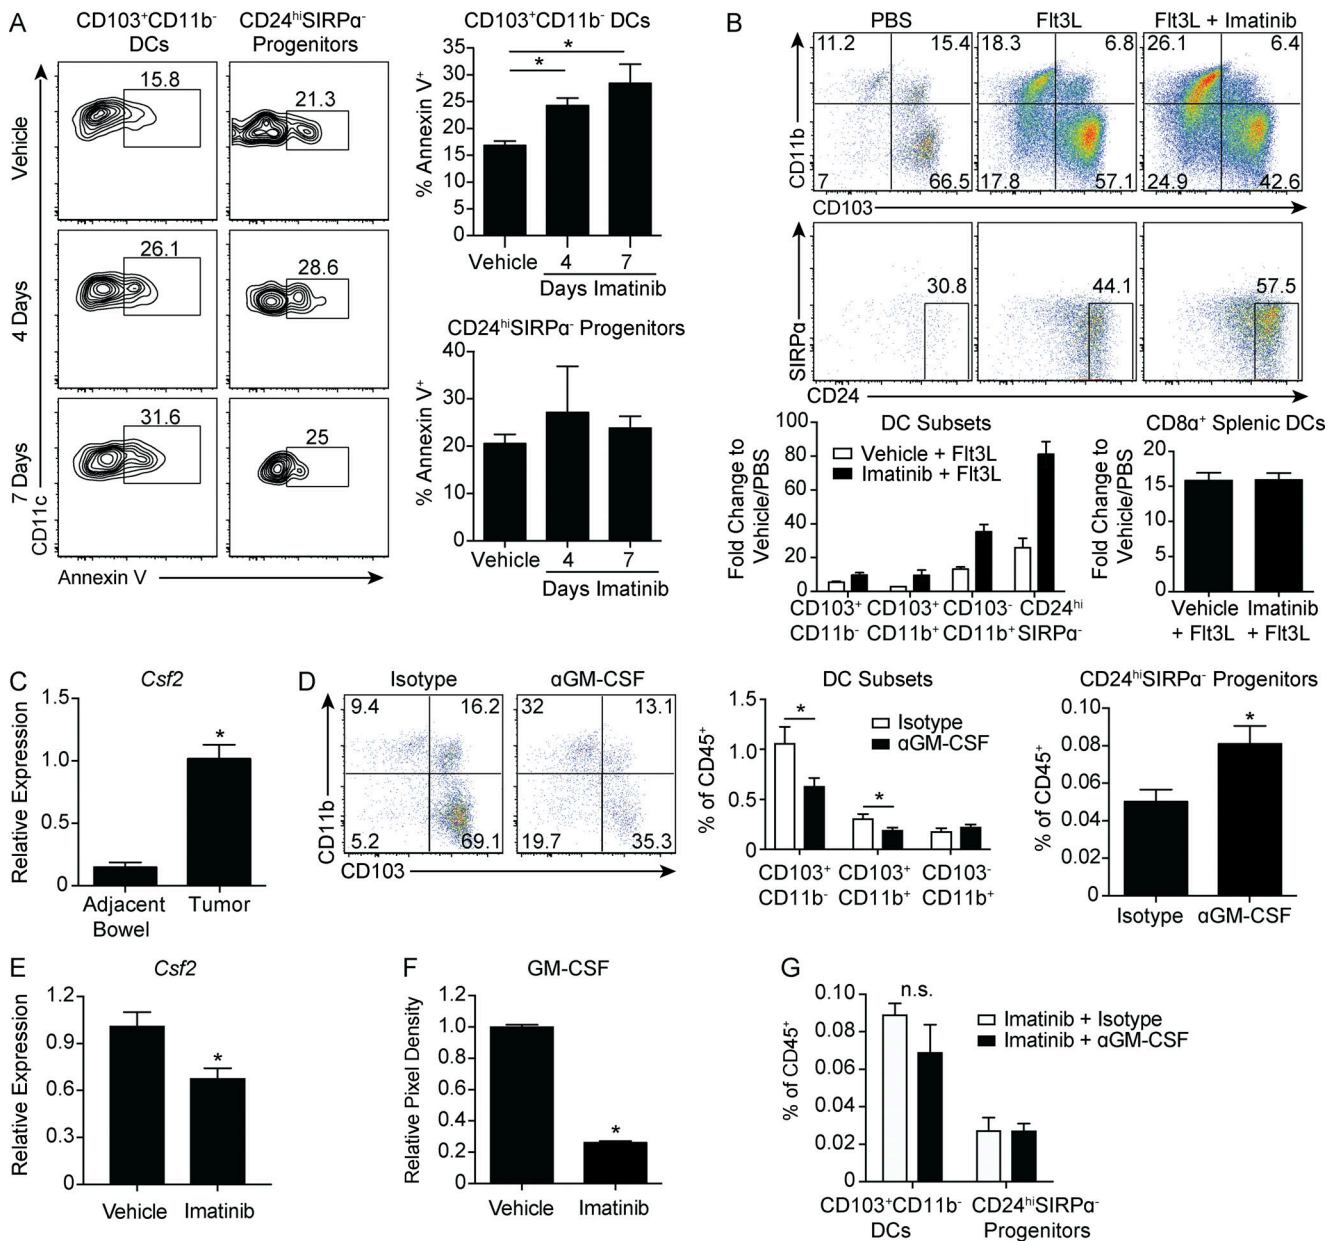 A
CD103⁺CD11b⁻
DCs
CD24ʰⁱSIRPα⁻
Progenitors
Vehicle
15.8
21.3
4 Days
26.1
28.6
7 Days
31.6
25
CD11c
Annexin V
CD103⁺CD11b⁻ DCs
% Annexin V⁺
35
30
25
20
15
10
5
0
*
*
Vehicle 4 7
Days Imatinib
CD24ʰⁱSIRPα⁻ Progenitors
% Annexin V⁺
40
30
20
10
0
Vehicle 4 7
Days Imatinib
B
PBS Flt3L Flt3L + Imatinib
11.2 15.4 18.3 6.8 26.1 6.4
7 66.5 17.8 57.1 24.9 42.6
CD11b
CD103
30.8 44.1 57.5
SIRPα
CD24
DC Subsets
Fold Change to
Vehicle/PBS
100
80
60
40
20
0
Vehicle + Flt3L
Imatinib + Flt3L
CD103⁺ CD103⁺ CD103⁻ CD24ʰⁱ
CD11b⁻ CD11b⁺ CD11b⁺ SIRPα⁻
CD8α⁺ Splenic DCs
Fold Change to
Vehicle/PBS
20
15
10
5
0
Vehicle Imatinib
+ Flt3L + Flt3L
C
Csf2
Relative Expression
1.5
1.0
0.5
0
*
Adjacent Tumor
Bowel
D
Isotype αGM-CSF
9.4 16.2 32 13.1
5.2 69.1 19.7 35.3
CD11b
CD103
DC Subsets
% of CD45⁺
1.5
1.0
0.5
0
*
*
Isotype
αGM-CSF
CD103⁺ CD103⁺ CD103⁻
CD11b⁻ CD11b⁺ CD11b⁺
CD24ʰⁱSIRPα⁻ Progenitors
% of CD45⁺
0.10
0.08
0.06
0.04
0.02
0
*
Isotype αGM-CSF
E
Csf2
Relative Expression
1.2
0.9
0.6
0.3
0
*
Vehicle Imatinib
F
GM-CSF
Relative Pixel Density
1.2
1.0
0.8
0.6
0.4
0.2
0
*
Vehicle Imatinib
G
% of CD45⁺
0.10
0.08
0.06
0.04
0.02
0
n.s.
Imatinib + Isotype
Imatinib + αGM-CSF
CD103⁺CD11b⁻ CD24ʰⁱSIRPα⁻
DCs Progenitors